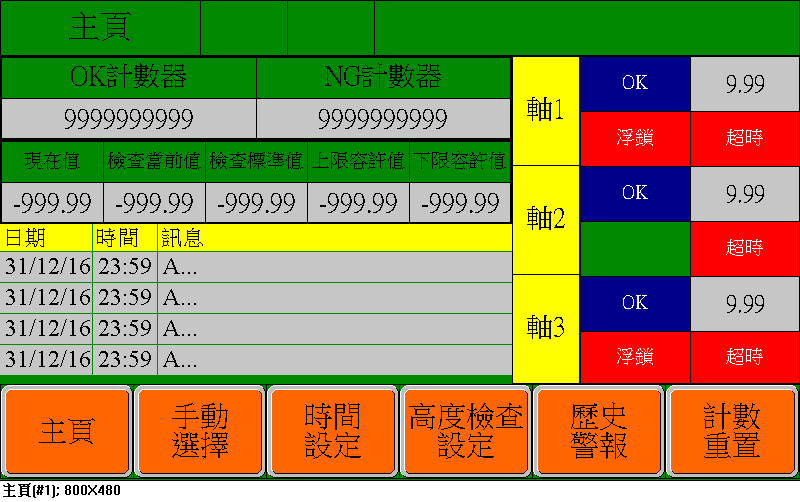 主頁
OK計數器 NG計數器
9999999999 9999999999
現在值 檢查當前值 檢查標準值 上限容許值 下限容許值
-999.99 -999.99 -999.99 -999.99 -999.99
日期 時間 訊息
31/12/16 23:59 A...
31/12/16 23:59 A...
31/12/16 23:59 A...
31/12/16 23:59 A...
軸1 OK 9.99
浮鎖 超時
軸2 OK 9.99
超時
軸3 OK 9.99
浮鎖 超時
主頁
手動
選擇
時間
設定
高度檢查
設定
歷史
警報
計數
重置
主頁(#1); 800X480